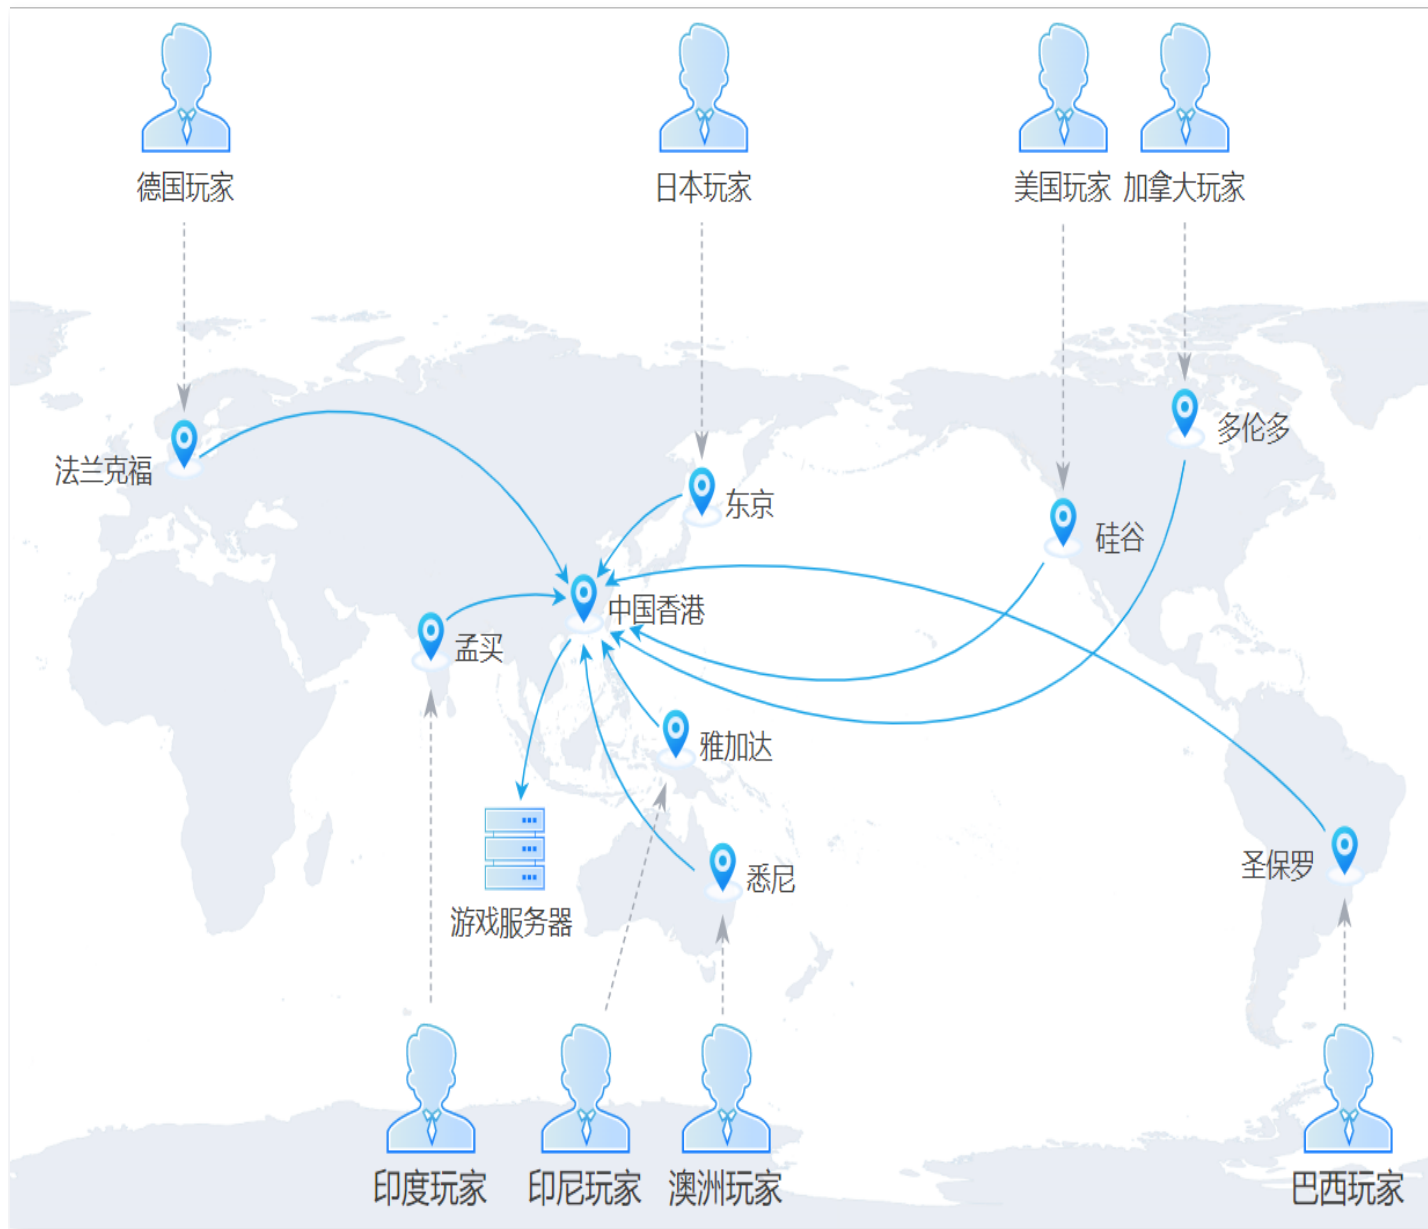 德国玩家
日本玩家
美国玩家
加拿大玩家
多伦多
法兰克福
东京
硅谷
中国香港
孟买
雅加达
圣保罗
悉尼
游戏服务器
印度玩家
印尼玩家
澳洲玩家
巴西玩家